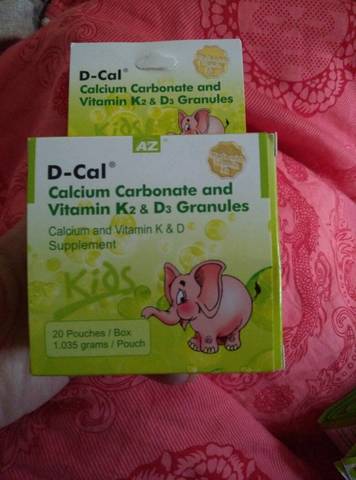 D-Cal®
Calcium Carbonate and
Vitamin K2 & D3 Granules
Kids
AZ
D-Cal®
Calcium Carbonate and
Vitamin K2 & D3 Granules
Calcium and Vitamin K & D
Supplement
Kids
20 Pouches / Box
1.035 grams / Pouch